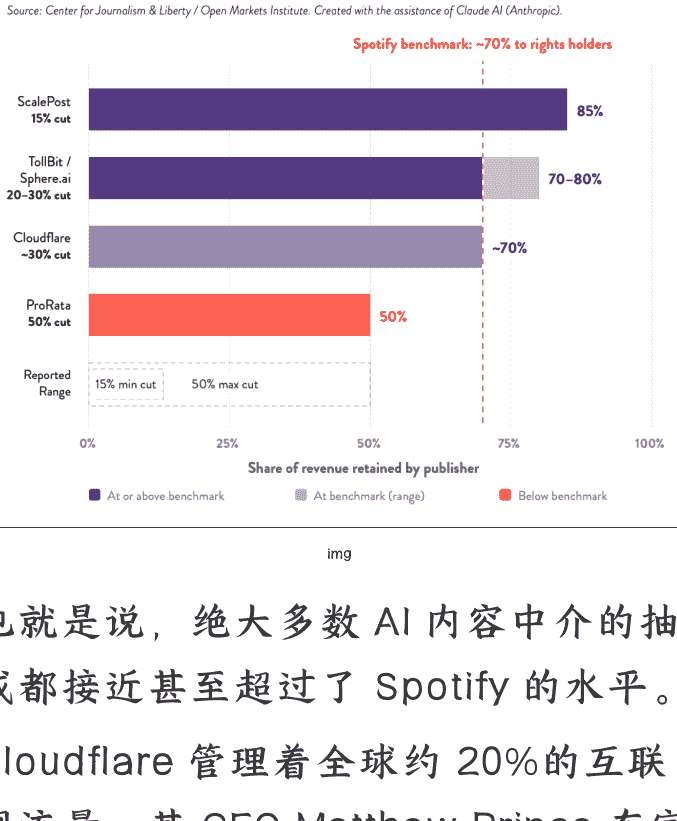 Source: Center for Journalism & Liberty / Open Markets Institute. Created with the assistance of Claude AI (Anthropic).
Spotify benchmark: ~70% to rights holders
ScalePost
15% cut
85%
TollBit /
Sphere.ai
20–30% cut
70–80%
Cloudflare
~30% cut
~70%
ProRata
50% cut
50%
Reported
Range
15% min cut
50% max cut
0%
25%
50%
75%
100%
Share of revenue retained by publisher
At or above benchmark
At benchmark (range)
Below benchmark
img
也就是说，绝大多数 AI 内容中介的抽
成都接近甚至超过了 Spotify 的水平。
loudflare 管理着全球约 20%的互联
CEO Matthew Prince